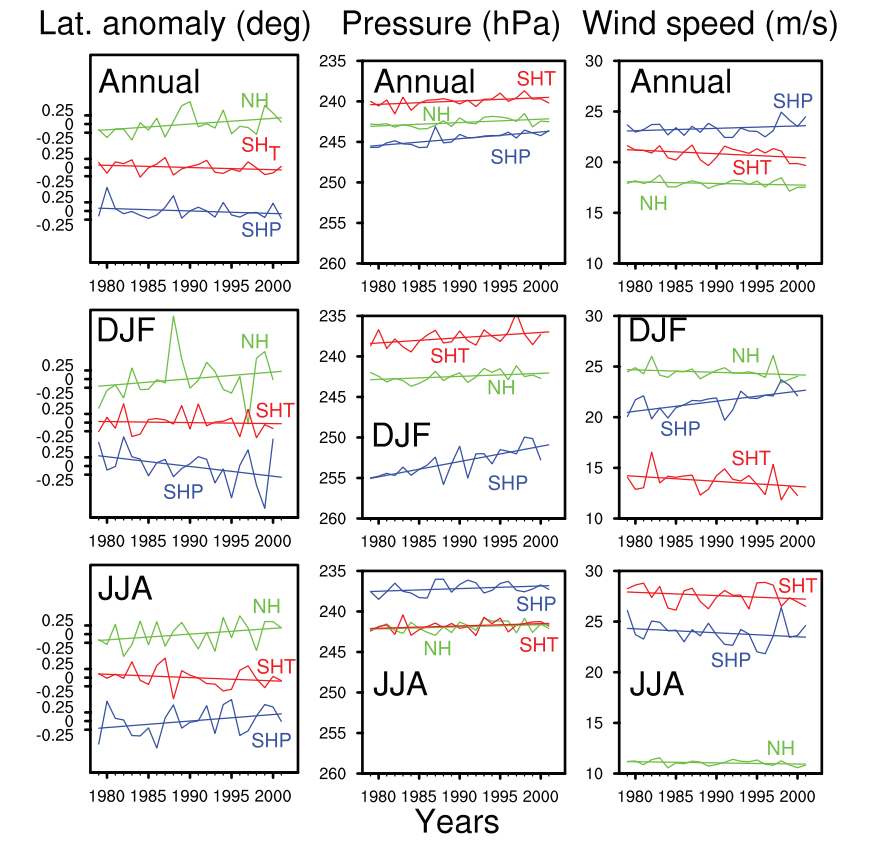 Lat. anomaly (deg) Pressure (hPa) Wind speed (m/s)
Annual
NH
0.25
0
-0.25
SHT
0.25
0
-0.25
0.25
0
-0.25
SHP
1980 1985 1990 1995 2000
Annual
235
240
245
250
255
260
SHT
NH
SHP
1980 1985 1990 1995 2000
Annual
30
25
20
15
10
SHP
SHT
NH
1980 1985 1990 1995 2000
DJF
NH
0.25
0
-0.25
SHT
0.25
0
-0.25
0.25
0
-0.25
SHP
1980 1985 1990 1995 2000
235
240
245
250
255
260
SHT
NH
DJF
SHP
1980 1985 1990 1995 2000
DJF
30
25
20
15
10
NH
SHP
SHT
1980 1985 1990 1995 2000
JJA
NH
0.25
0
-0.25
SHT
0.25
0
-0.25
0.25
0
-0.25
SHP
1980 1985 1990 1995 2000
235
240
245
250
255
260
SHP
NH
SHT
JJA
1980 1985 1990 1995 2000
30
25
20
15
10
SHT
SHP
JJA
NH
1980 1985 1990 1995 2000
Years